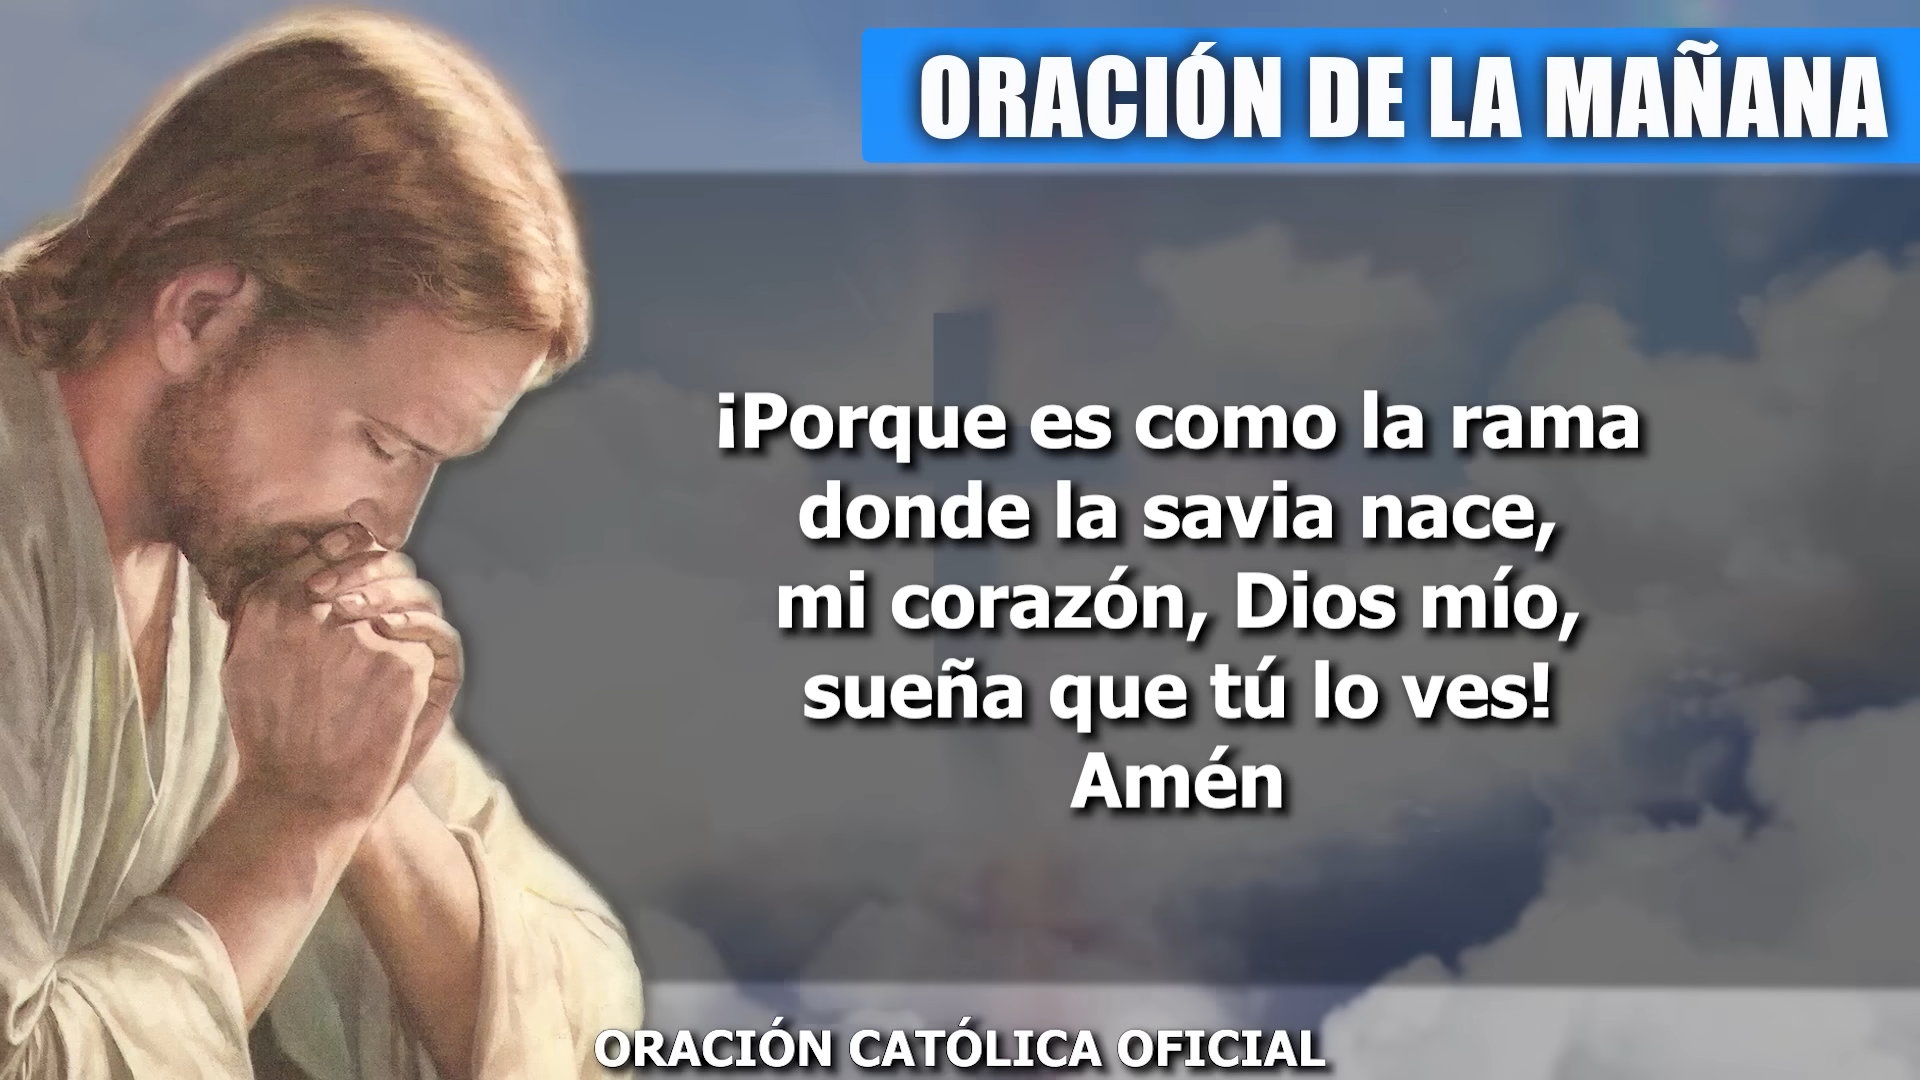 ORACIÓN DE LA MAÑANA
¡Porque es como la rama
donde la savia nace,
mi corazón, Dios mío,
sueña que tú lo ves!
Amén
ORACIÓN CATÓLICA OFICIAL